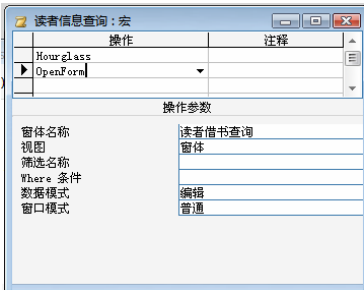 读者信息查询 : 宏
操作 注释
Hourglass
OpenForm
操作参数
窗体名称 读者借书查询
视图 窗体
筛选名称
Where 条件
数据模式 编辑
窗口模式 普通